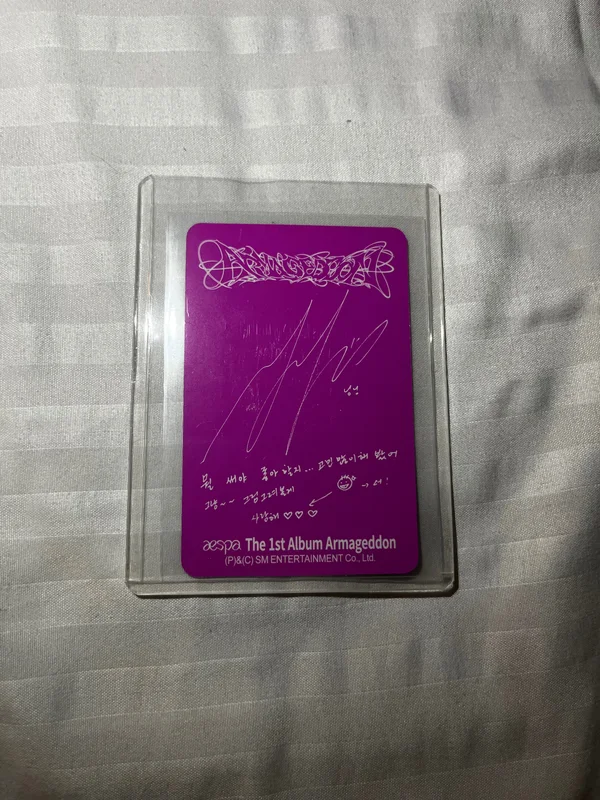 ARMAGEDDON
닝닝
뭘 써야 좋아할지... 고민 많이 해 봤어
그냥~~ 그림 그려볼게
→ 너!
사랑해 ♡♡♡
aespa The 1st Album Armageddon
(P)&(C) SM ENTERTAINMENT Co., Ltd.